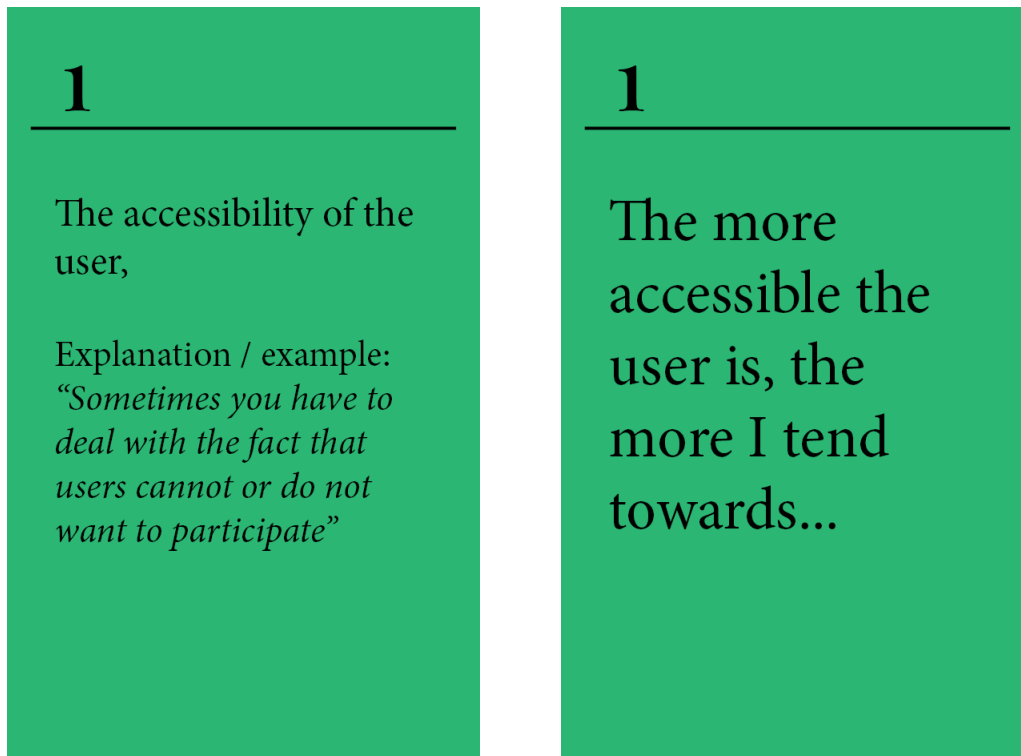 1
The accessibility of the
user,
Explanation / example:
“Sometimes you have to
deal with the fact that
users cannot or do not
want to participate”
1
The more
accessible the
user is, the
more I tend
towards...